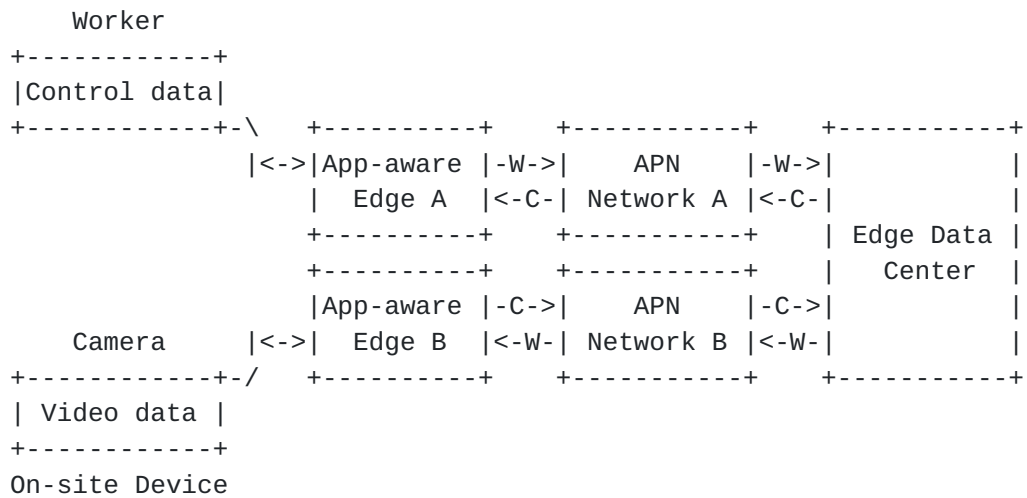 Worker
+------------+
|Control data|
+------------+-\   +----------+    +-----------+    +-----------+
               |<->|App-aware |-W->|    APN    |-W->|           |
                   |  Edge A  |<-C-| Network A |<-C-|           |
                   +----------+    +-----------+    | Edge Data |
                   +----------+    +-----------+    |   Center  |
                   |App-aware |-C->|    APN    |-C->|           |
    Camera     |<->|  Edge B  |<-W-| Network B |<-W-|           |
+------------+-/   +----------+    +-----------+    +-----------+
| Video data |
+------------+
On-site Device